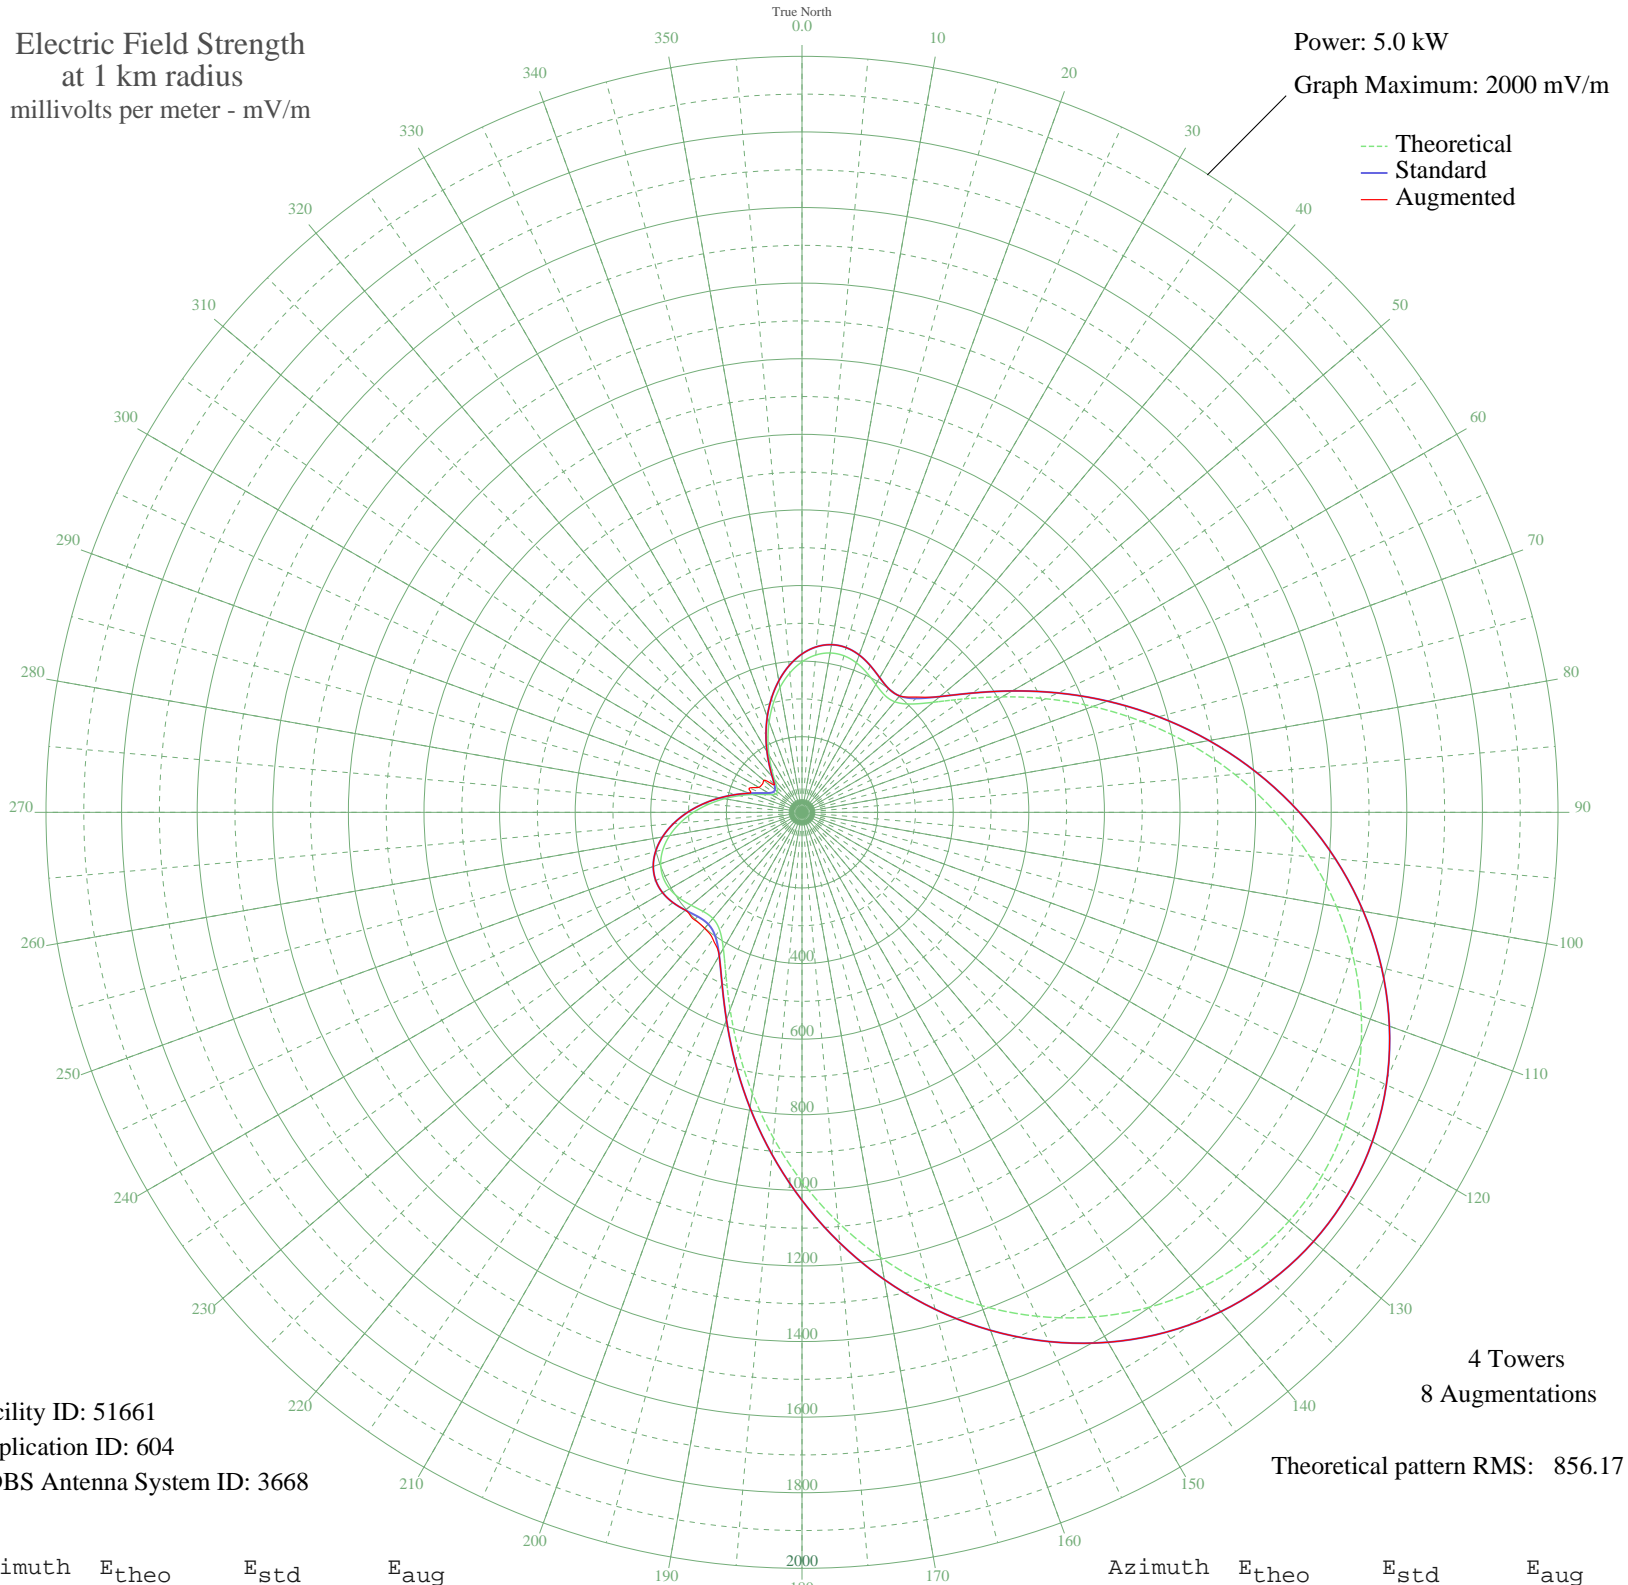 True North
0.0
Electric Field Strength
at 1 km radius
millivolts per meter - mV/m
Power: 5.0 kW
Graph Maximum: 2000 mV/m
Theoretical
Standard
Augmented
10
20
30
40
50
60
70
80
90
100
110
120
130
140
150
160
170
190
200
210
220
230
240
250
260
270
280
290
300
310
320
330
340
350
400
600
800
1000
1200
1400
1600
1800
2000
4 Towers
8 Augmentations
Theoretical pattern RMS: 856.17
cility ID: 51661
plication ID: 604
DBS Antenna System ID: 3668
imuth Etheo Estd Eaug
Azimuth Etheo Estd Eaug